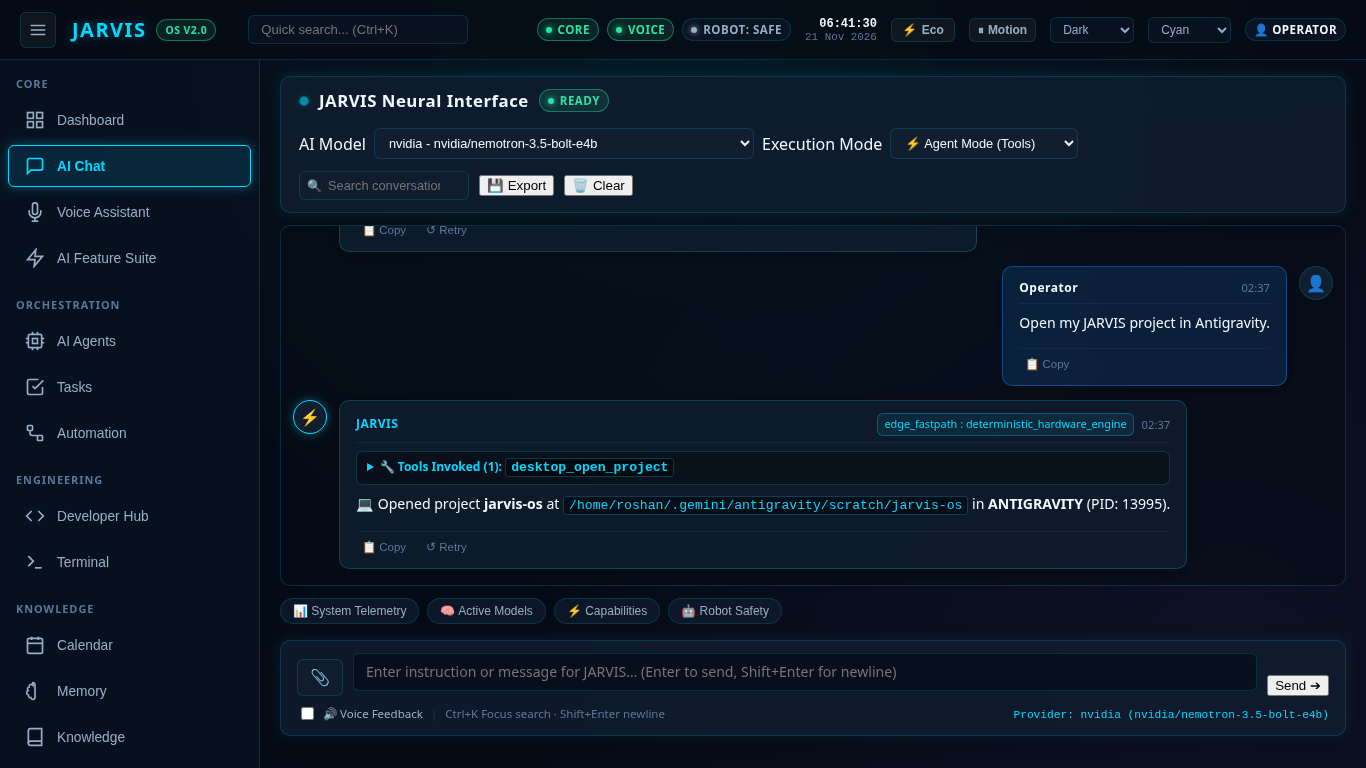 JARVIS OS V2.0
Quick search... (Ctrl+K)
CORE VOICE ROBOT: SAFE
06:41:30
21 Nov 2026
⚡ Eco
Motion
Dark
Cyan
👤 OPERATOR
CORE
Dashboard
AI Chat
Voice Assistant
AI Feature Suite
ORCHESTRATION
AI Agents
Tasks
Automation
ENGINEERING
Developer Hub
Terminal
KNOWLEDGE
Calendar
Memory
Knowledge
JARVIS Neural Interface READY
AI Model nvidia - nvidia/nemotron-3.5-bolt-e4b Execution Mode ⚡ Agent Mode (Tools)
🔍 Search conversation 💾 Export 🗑️ Clear
📋 Copy ↺ Retry
Operator 02:37
Open my JARVIS project in Antigravity.
📋 Copy
JARVIS edge_fastpath : deterministic_hardware_engine 02:37
🔧 Tools Invoked (1): desktop_open_project
💻 Opened project jarvis-os at /home/roshan/.gemini/antigravity/scratch/jarvis-os in ANTIGRAVITY (PID: 13995).
📋 Copy ↺ Retry
📊 System Telemetry 🧠 Active Models ⚡ Capabilities 🤖 Robot Safety
Enter instruction or message for JARVIS... (Enter to send, Shift+Enter for newline)
Send ➔
🔊 Voice Feedback | Ctrl+K Focus search · Shift+Enter newline
Provider: nvidia (nvidia/nemotron-3.5-bolt-e4b)